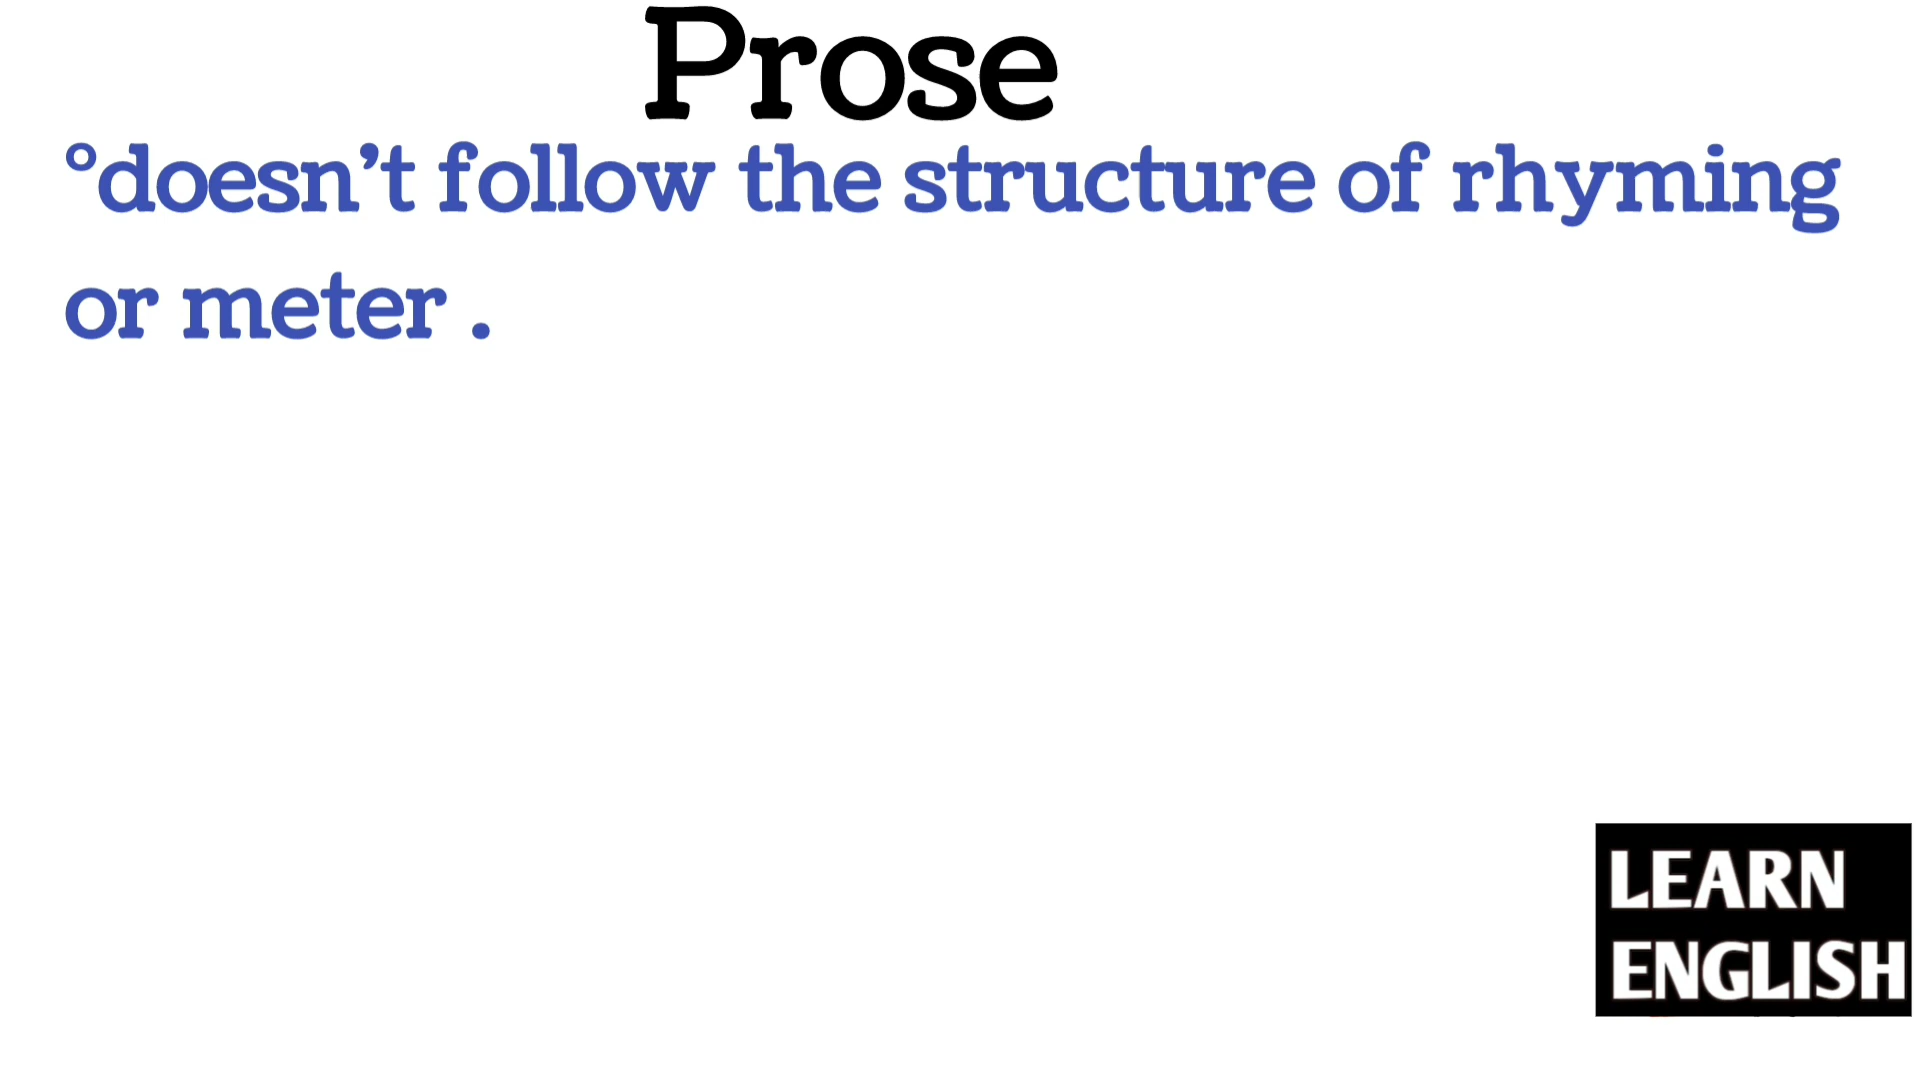 Prose
°doesn’t follow the structure of rhyming
or meter .
LEARN
ENGLISH